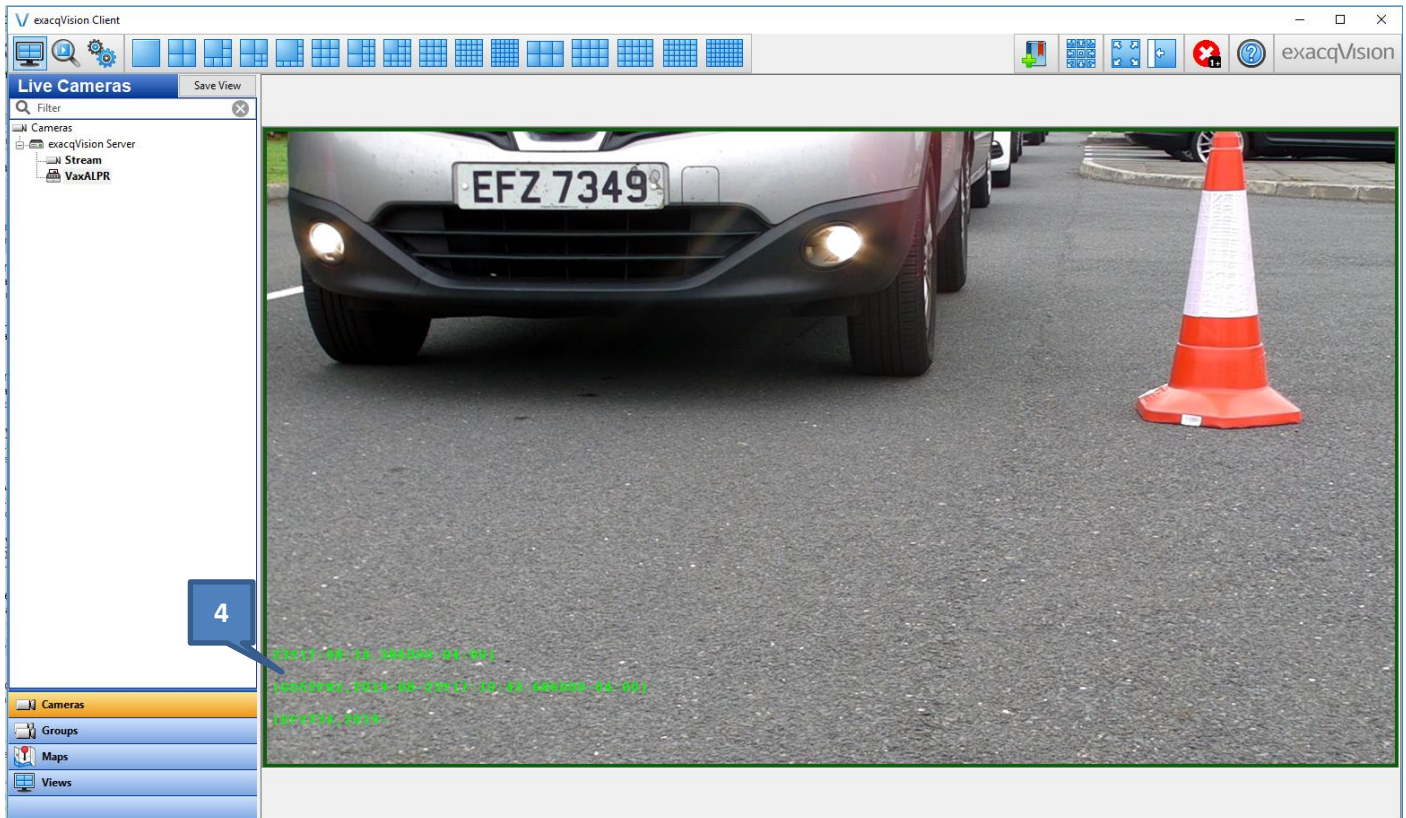 exacqVision Client
1+
exacqVision
Live Cameras
Save View
Filter
Cameras
exacqVision Server
Stream
VaxALPR
EFZ 7349
4
Cameras
Groups
Maps
Views